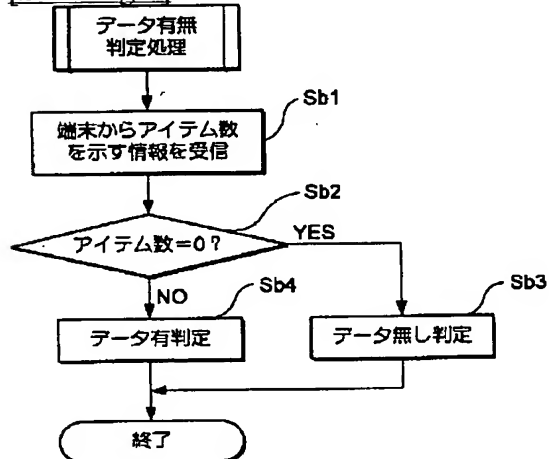 データ有無
判定処理
Sb1
端末からアイテム数
を示す情報を受信
Sb2
アイテム数=0?
YES
NO
Sb4
Sb3
データ有判定
データ無し判定
終了